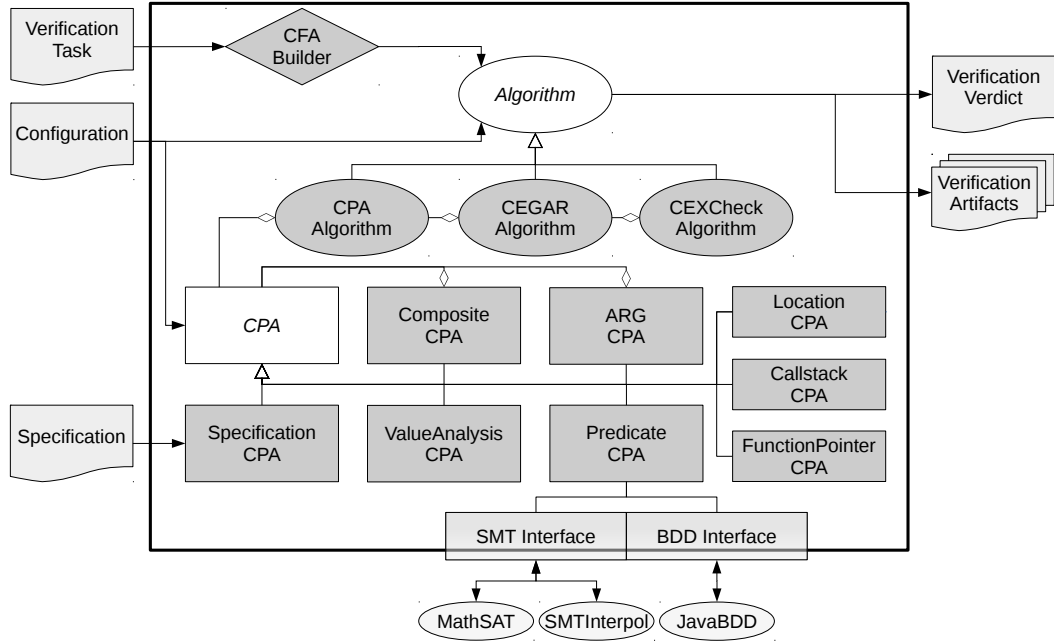 Verification
Task
CFA
Builder
Algorithm
Verification
Verdict
Configuration
Verification
Artifacts
CPA
Algorithm
CEGAR
Algorithm
CEXCheck
Algorithm
CPA
Composite
CPA
ARG
CPA
Location
CPA
Callstack
CPA
Specification
Specification
CPA
ValueAnalysis
CPA
Predicate
CPA
FunctionPointer
CPA
SMT Interface
BDD Interface
MathSAT
SMTInterpol
JavaBDD